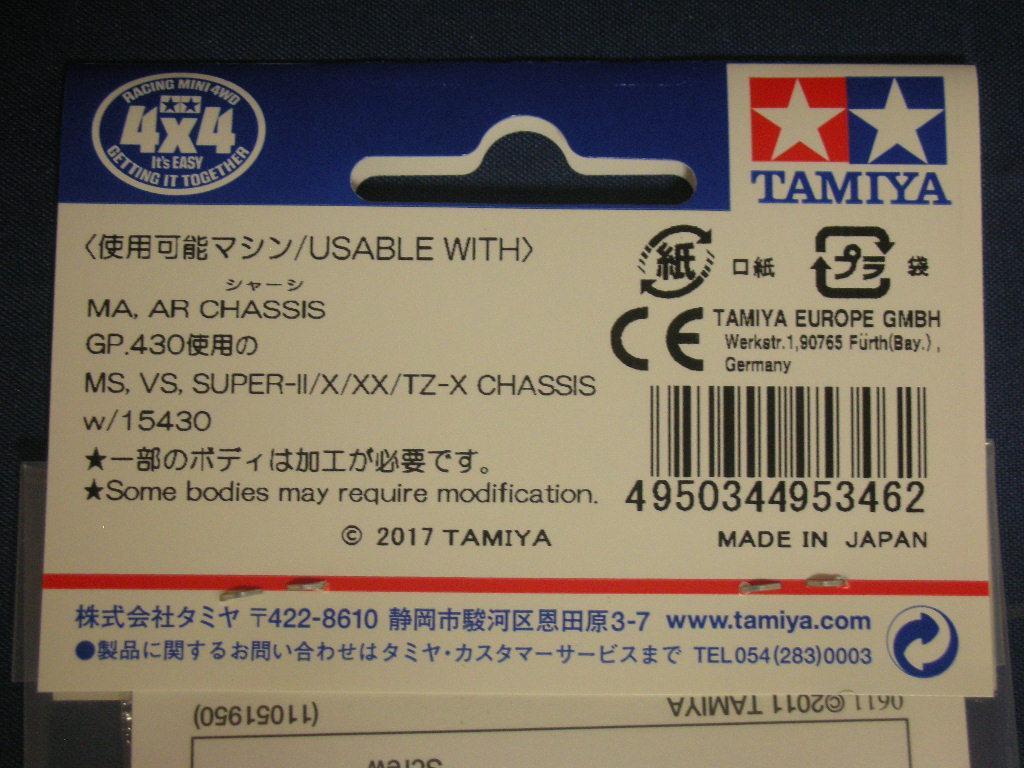 RACING MINI 4WD
4x4
It's EASY
GETTING IT TOGETHER
TAMIYA
〈使用可能マシン/USABLE WITH〉
シャーシ
MA, AR CHASSIS
GP.430使用の
MS, VS, SUPER-II/X/XX/TZ-X CHASSIS
w/15430
★一部のボディは加工が必要です。
★Some bodies may require modification.
© 2017 TAMIYA
紙 口紙 プラ 袋
CE TAMIYA EUROPE GMBH
Werkstr.1,90765 Fürth(Bay.),
Germany
4950344953462
MADE IN JAPAN
株式会社タミヤ 〒422-8610 静岡市駿河区恩田原3-7 www.tamiya.com
●製品に関するお問い合わせはタミヤ・カスタマーサービスまで TEL054(283)0003
0611 ©2011 TAMIYA
(11051950)
Screw